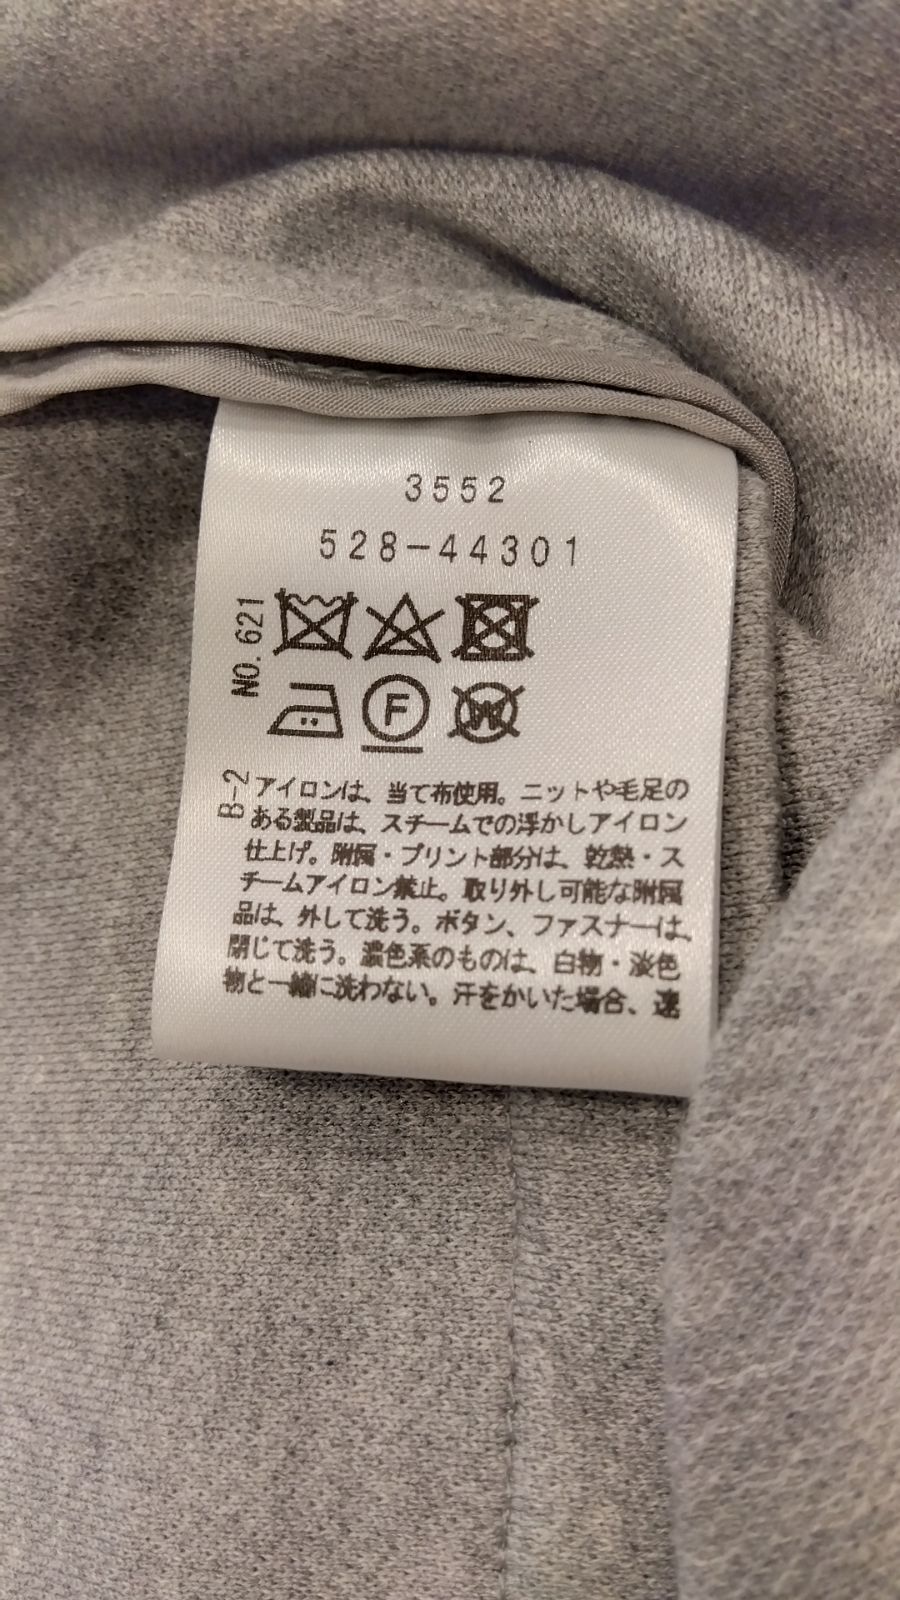 3552
528-44301
NO. 621
F
W
B-2
アイロンは、当て布使用。ニットや毛足の
ある製品は、スチームでの浮かしアイロン
仕上げ。附属・プリント部分は、乾熱・ス
チームアイロン禁止。取り外し可能な附属
品は、外して洗う。ボタン、ファスナーは、
閉じて洗う。濃色系のものは、白物・淡色
物と一緒に洗わない。汗をかいた場合、速